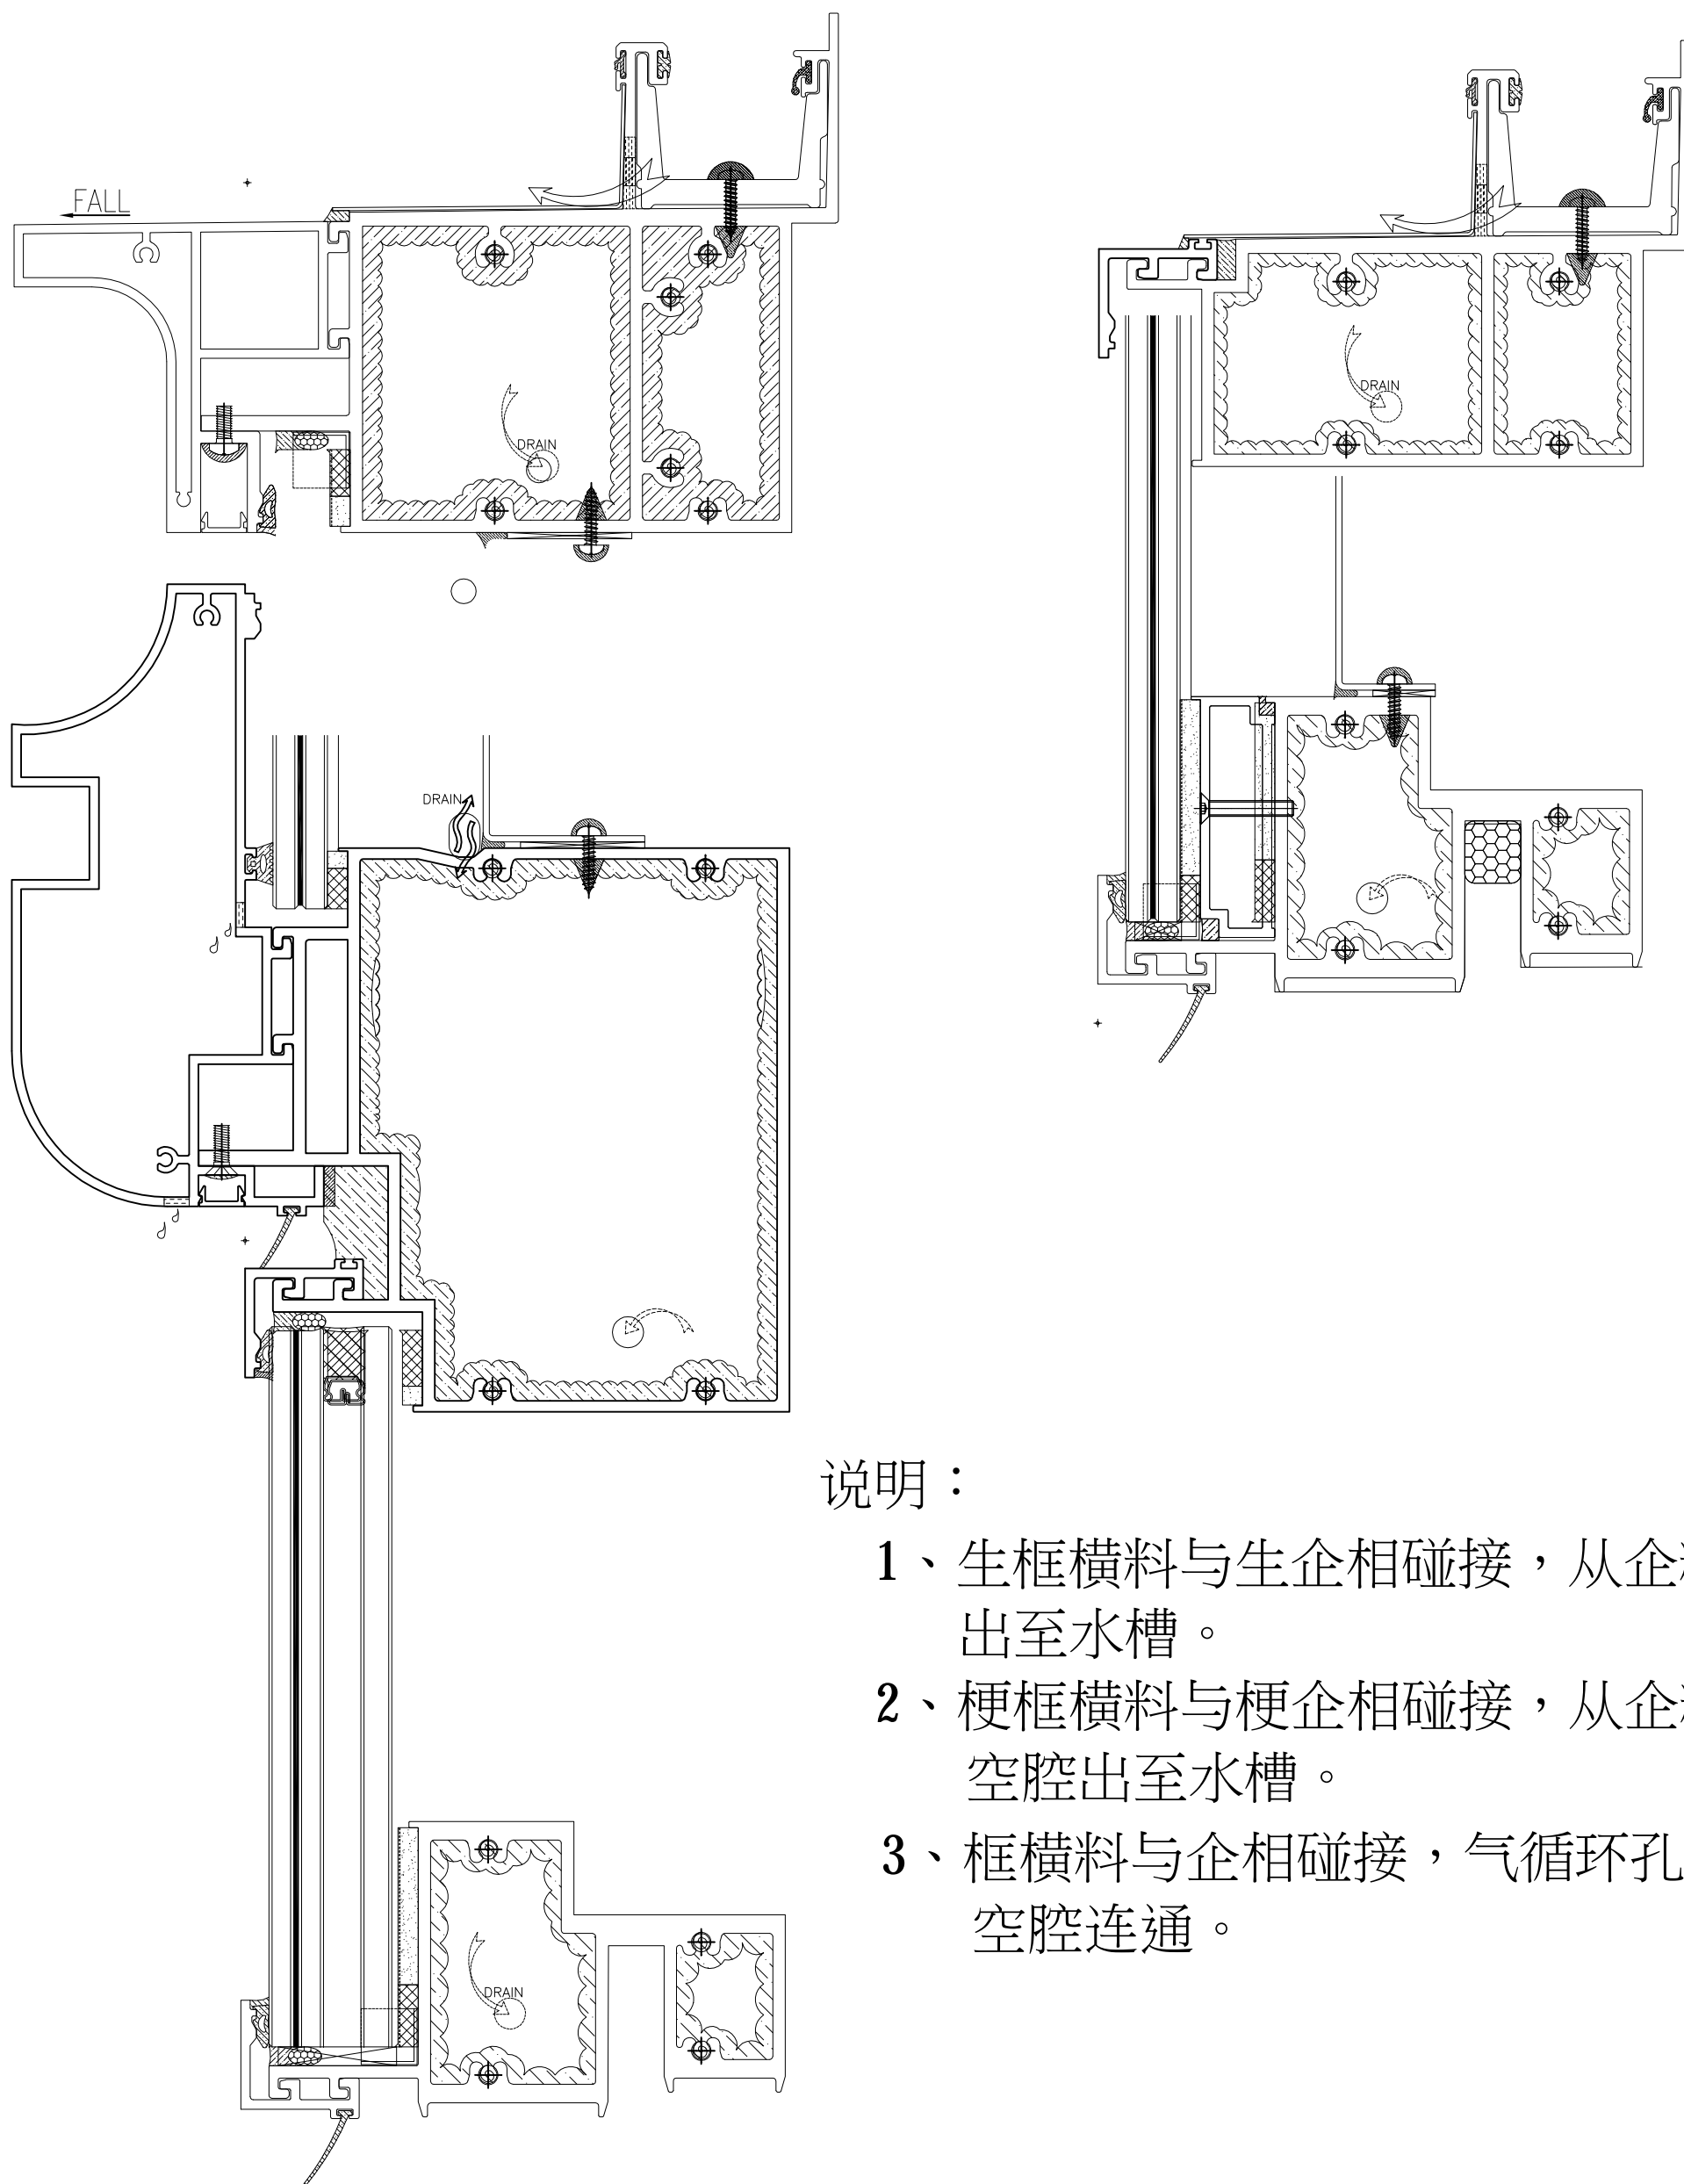 FALL
DRAIN
DRAIN
DRAIN
DRAIN
说明：
1、生框横料与生企相碰接，从企
出至水槽。
2、梗框横料与梗企相碰接，从企
空腔出至水槽。
3、框横料与企相碰接，气循环孔
空腔连通。